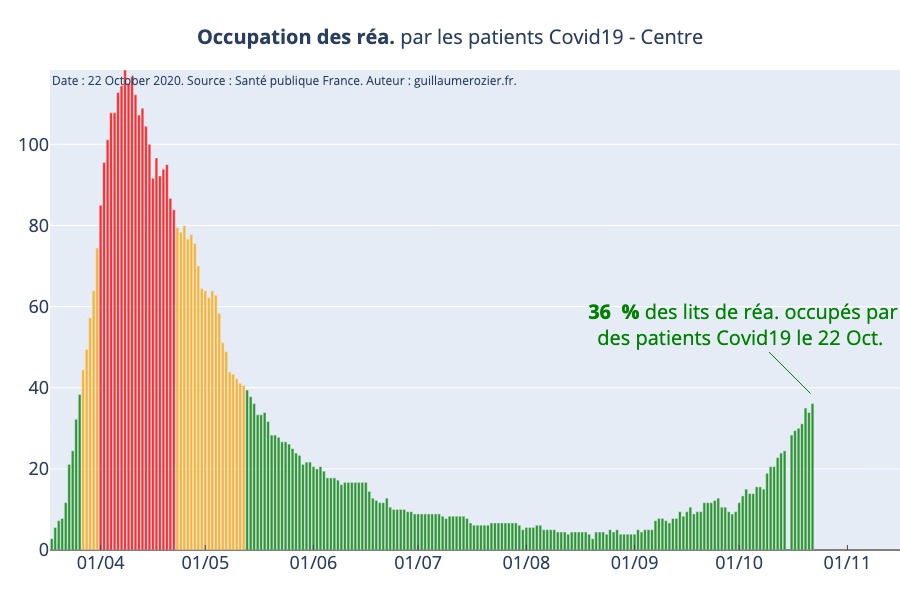 Occupation des réa. par les patients Covid19 - Centre
Date : 22 October 2020. Source : Santé publique France. Auteur : guillaumerozier.fr.
100
80
60
40
20
0
36 % des lits de réa. occupés par
des patients Covid19 le 22 Oct.
01/04 01/05 01/06 01/07 01/08 01/09 01/10 01/11